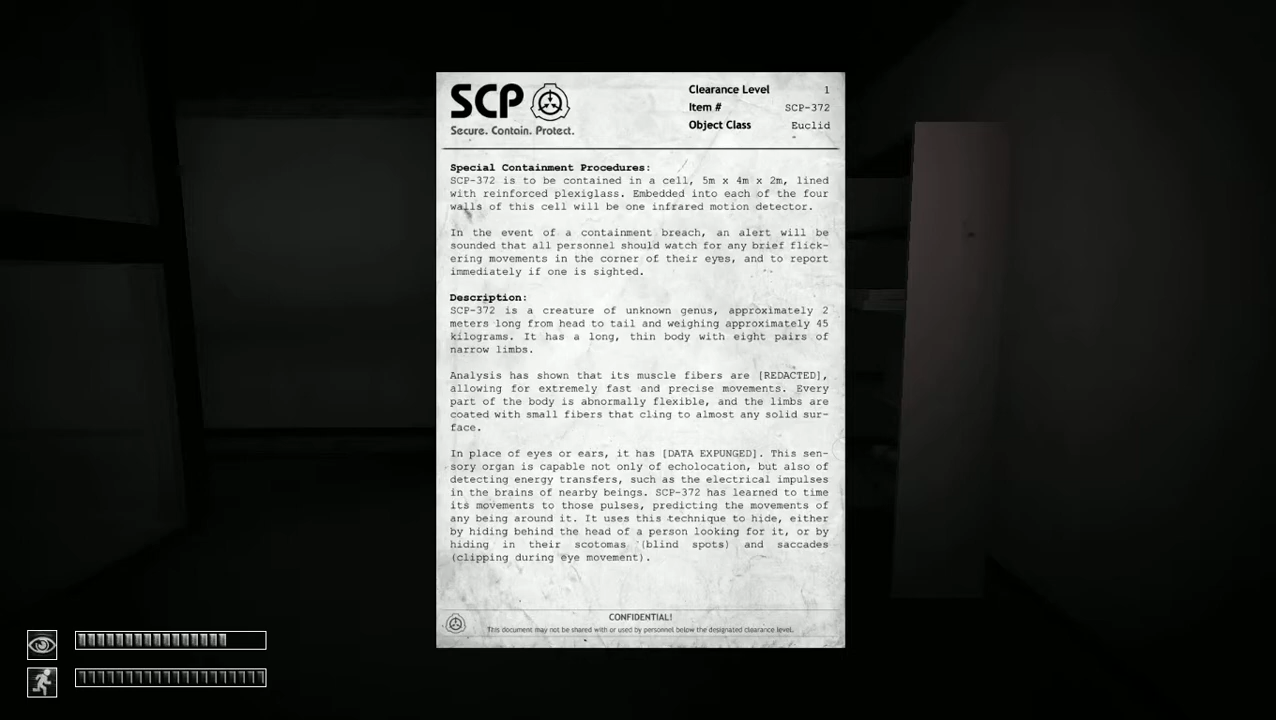 SCP
Secure. Contain. Protect.
Clearance Level 1
Item # SCP-372
Object Class Euclid
Special Containment Procedures:
SCP-372 is to be contained in a cell, 5m x 4m x 2m, lined
with reinforced plexiglass. Embedded into each of the four
walls of this cell will be one infrared motion detector.
In the event of a containment breach, an alert will be
sounded that all personnel should watch for any brief flick-
ering movements in the corner of their eyes, and to report
immediately if one is sighted.
Description:
SCP-372 is a creature of unknown genus, approximately 2
meters long from head to tail and weighing approximately 45
kilograms. It has a long, thin body with eight pairs of
narrow limbs.
Analysis has shown that its muscle fibers are [REDACTED],
allowing for extremely fast and precise movements. Every
part of the body is abnormally flexible, and the limbs are
coated with small fibers that cling to almost any solid sur-
face.
In place of eyes or ears, it has [DATA EXPUNGED]. This sen-
sory organ is capable not only of echolocation, but also of
detecting energy transfers, such as the electrical impulses
in the brains of nearby beings. SCP-372 has learned to time
its movements to those pulses, predicting the movements of
any being around it. It uses this technique to hide, either
by hiding behind the head of a person looking for it, or by
hiding in their scotomas (blind spots) and saccades
(clipping during eye movement).
CONFIDENTIAL!
This document may not be shared with or used by personnel below the designated clearance level.